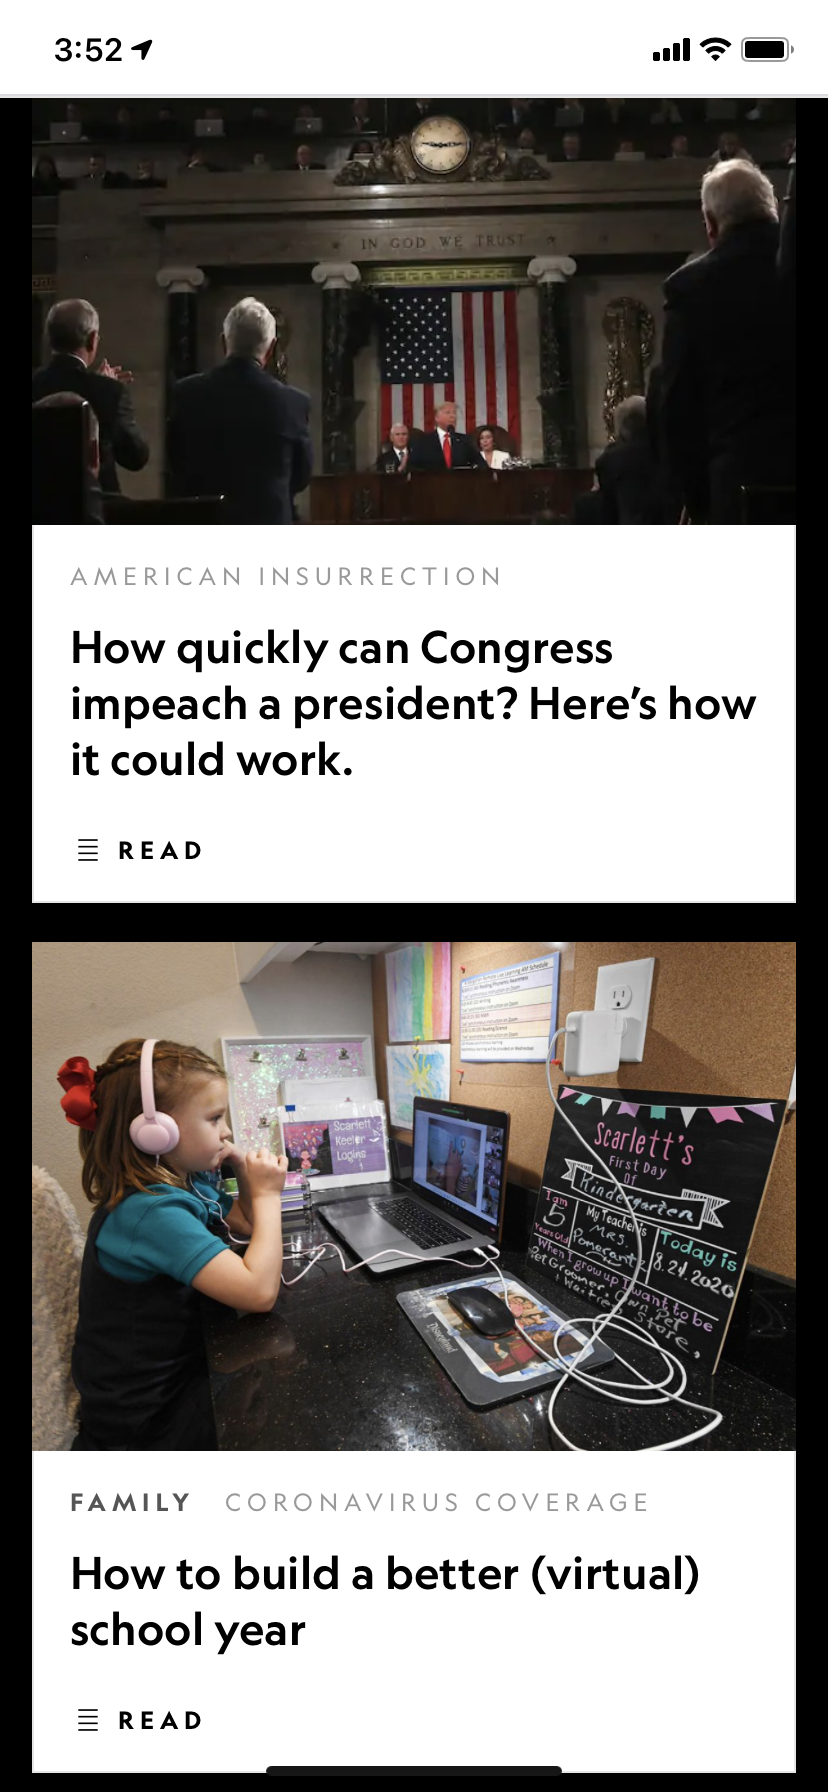 3:52
IN GOD WE TRUST
AMERICAN INSURRECTION
How quickly can Congress
impeach a president? Here's how
it could work.
READ
Scarlett
Keeler
Logins
Scarlett's
First Day
Of
Kindergarten
I am
5
Years Old
My Teacher is
Mrs.
Pomerantz
Today is
8.24.2020
When I grow up I want to be
Pet Groomer, Own Pet
Store,
+ Waitress
Disneyland
FAMILY CORONAVIRUS COVERAGE
How to build a better (virtual)
school year
READ